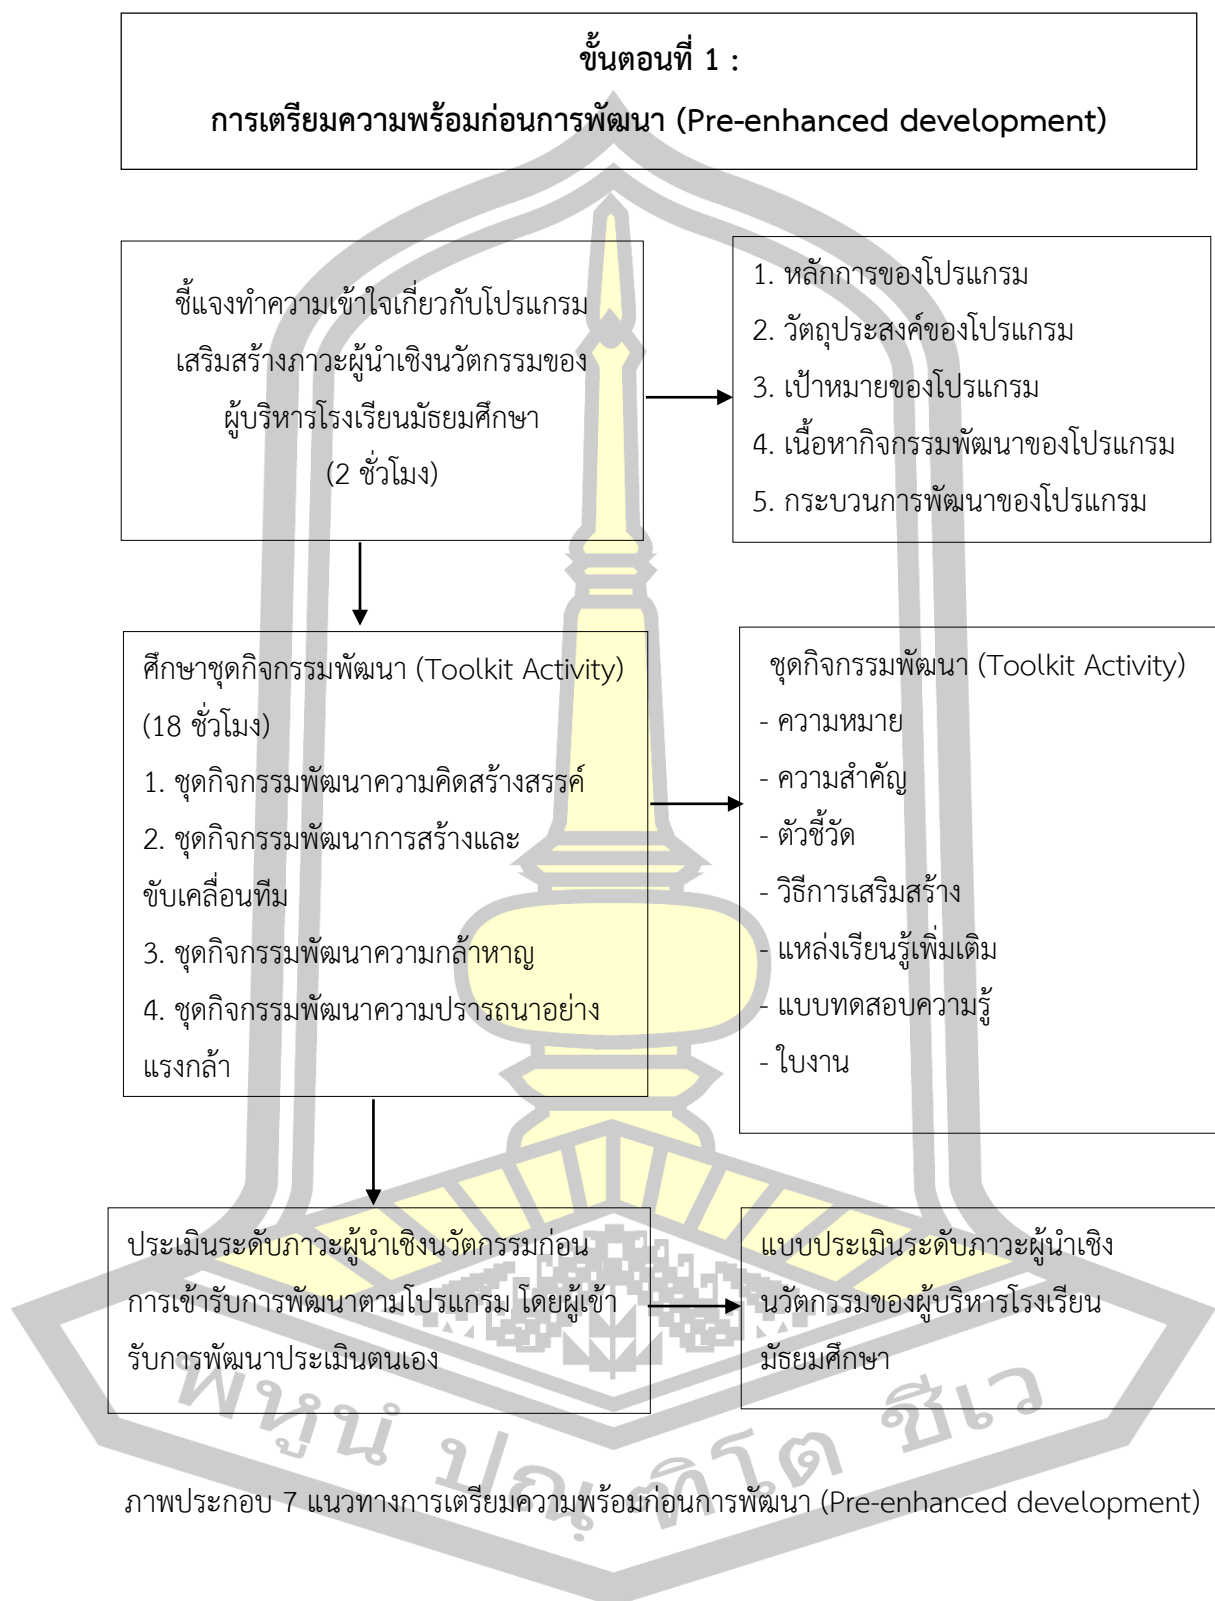 ขั้นตอนที่ 1 :
การเตรียมความพร้อมก่อนการพัฒนา (Pre-enhanced development)
ชี้แจงทำความเข้าใจเกี่ยวกับโปรแกรม
เสริมสร้างภาวะผู้นำเชิงนวัตกรรมของ
ผู้บริหารโรงเรียนมัธยมศึกษา
(2 ชั่วโมง)
1. หลักการของโปรแกรม
2. วัตถุประสงค์ของโปรแกรม
3. เป้าหมายของโปรแกรม
4. เนื้อหากิจกรรมพัฒนาของโปรแกรม
5. กระบวนการพัฒนาของโปรแกรม
ศึกษาชุดกิจกรรมพัฒนา (Toolkit Activity)
(18 ชั่วโมง)
1. ชุดกิจกรรมพัฒนาความคิดสร้างสรรค์
2. ชุดกิจกรรมพัฒนาการสร้างและ
ขับเคลื่อนทีม
3. ชุดกิจกรรมพัฒนาความกล้าหาญ
4. ชุดกิจกรรมพัฒนาความปรารถนาอย่าง
แรงกล้า
ชุดกิจกรรมพัฒนา (Toolkit Activity)
- ความหมาย
- ความสำคัญ
- ตัวชี้วัด
- วิธีการเสริมสร้าง
- แหล่งเรียนรู้เพิ่มเติม
- แบบทดสอบความรู้
- ใบงาน
ประเมินระดับภาวะผู้นำเชิงนวัตกรรมก่อน
การเข้ารับการพัฒนาตามโปรแกรม โดยผู้เข้า
รับการพัฒนาประเมินตนเอง
แบบประเมินระดับภาวะผู้นำเชิง
นวัตกรรมของผู้บริหารโรงเรียน
มัธยมศึกษา
พหูนํ ปณฺฑิโต ชีเว
ภาพประกอบ 7 แนวทางการเตรียมความพร้อมก่อนการพัฒนา (Pre-enhanced development)